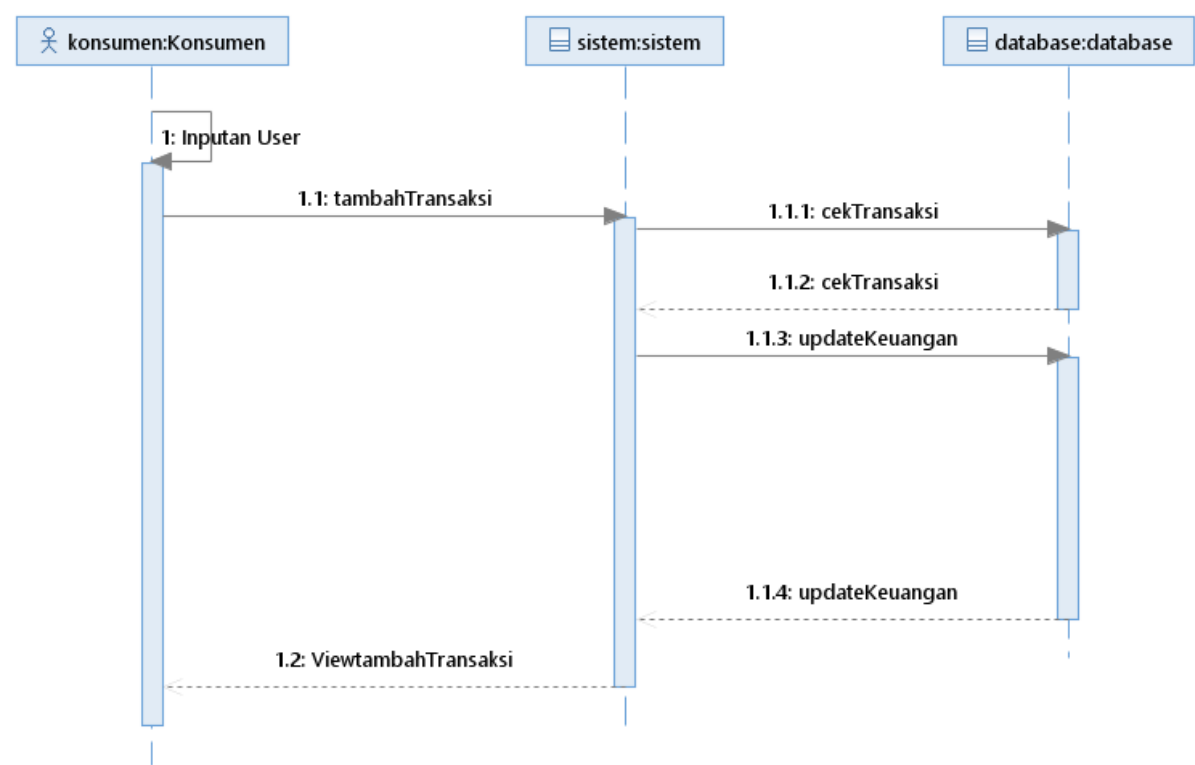 konsumen:Konsumen
sistem:sistem
database:database
1: Inputan User
1.1: tambahTransaksi
1.1.1: cekTransaksi
1.1.2: cekTransaksi
1.1.3: updateKeuangan
1.1.4: updateKeuangan
1.2: ViewtambahTransaksi